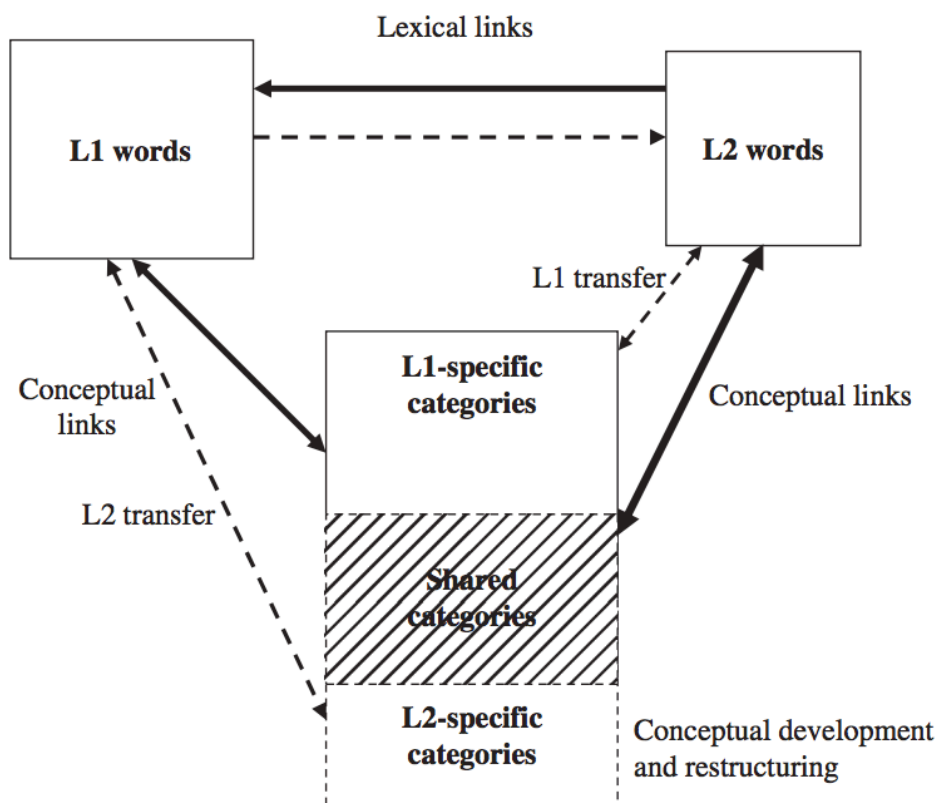 Lexical links
L1 words
L2 words
L1 transfer
L1-specific
categories
Conceptual
links
Conceptual links
L2 transfer
Shared
categories
L2-specific
categories
Conceptual development
and restructuring